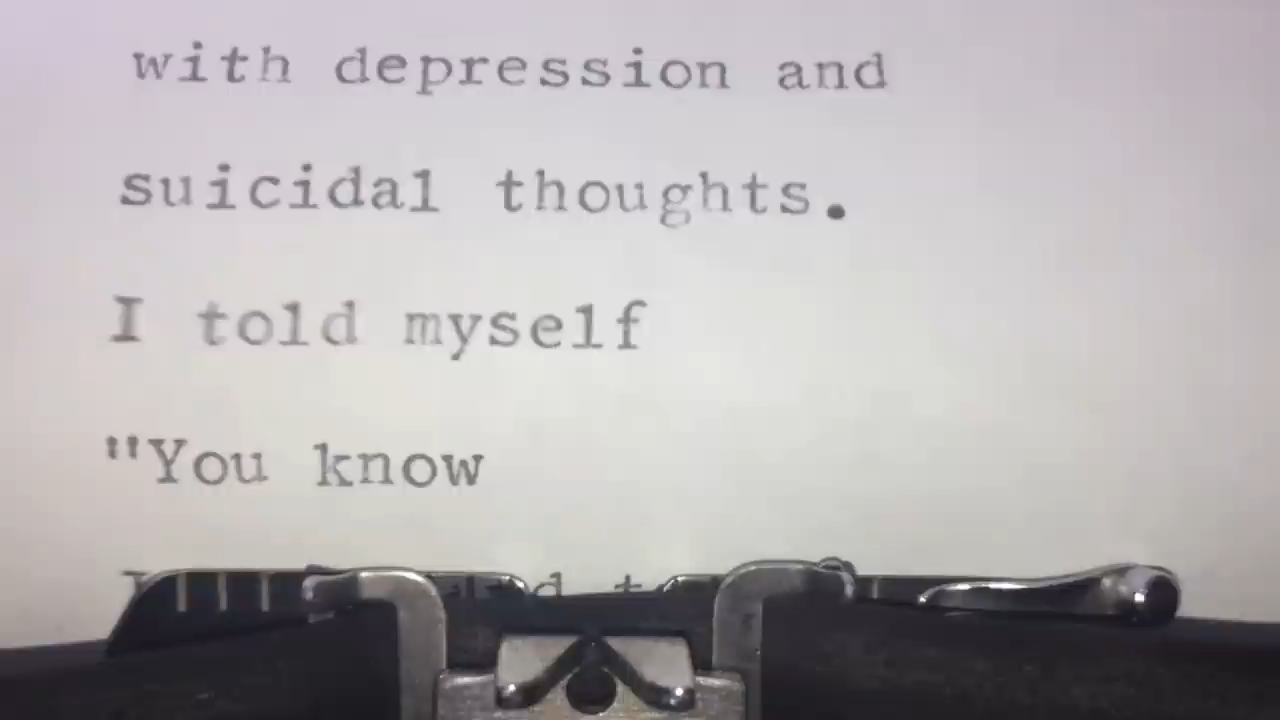 with depression and
suicidal thoughts.
I told myself
"You know